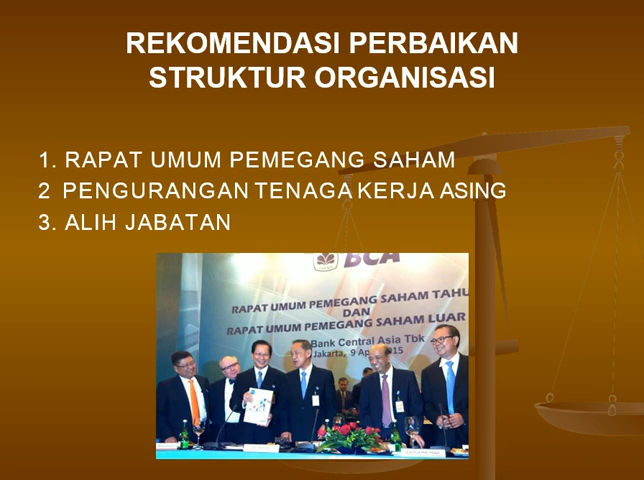 REKOMENDASI PERBAIKAN
STRUKTUR ORGANISASI
1. RAPAT UMUM PEMEGANG SAHAM
2 PENGURANGAN TENAGA KERJA ASING
3. ALIH JABATAN
BCA
RAPAT UMUM PEMEGANG SAHAM TAHU
DAN
RAPAT UMUM PEMEGANG SAHAM LUAR
Bank Central Asia Tbk
Jakarta, 9 Ap 2015